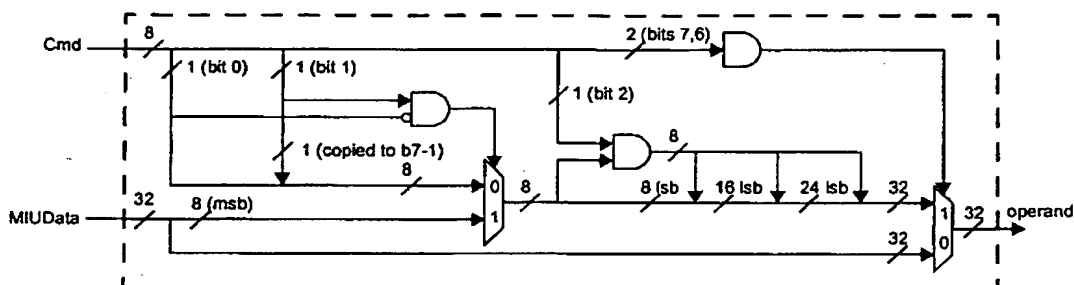 Cmd
8
2 (bits 7,6)
1 (bit 0)
1 (bit 1)
1 (bit 2)
8
1 (copied to b7-1)
8
0
8
8 lsb
16 lsb
24 lsb
32
1
32
operand
MIUData
32
8 (msb)
1
32
0